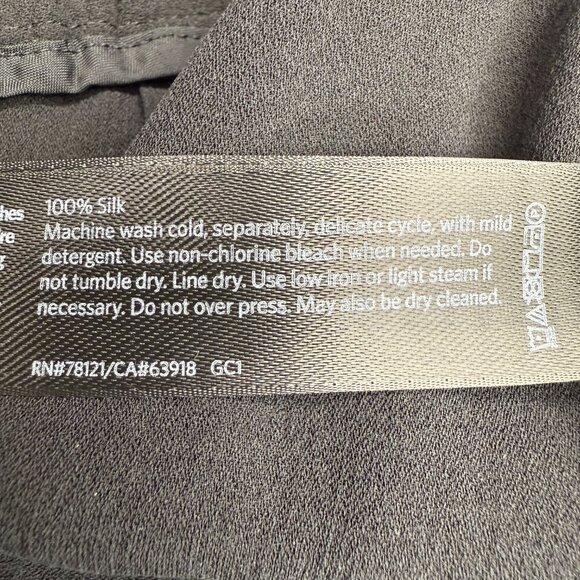 hes
re
g
100% Silk
Machine wash cold, separately, delicate cycle, with mild
detergent. Use non-chlorine bleach when needed. Do
not tumble dry. Line dry. Use low iron or light steam if
necessary. Do not over press. May also be dry cleaned.
RN#78121/CA#63918 GC1